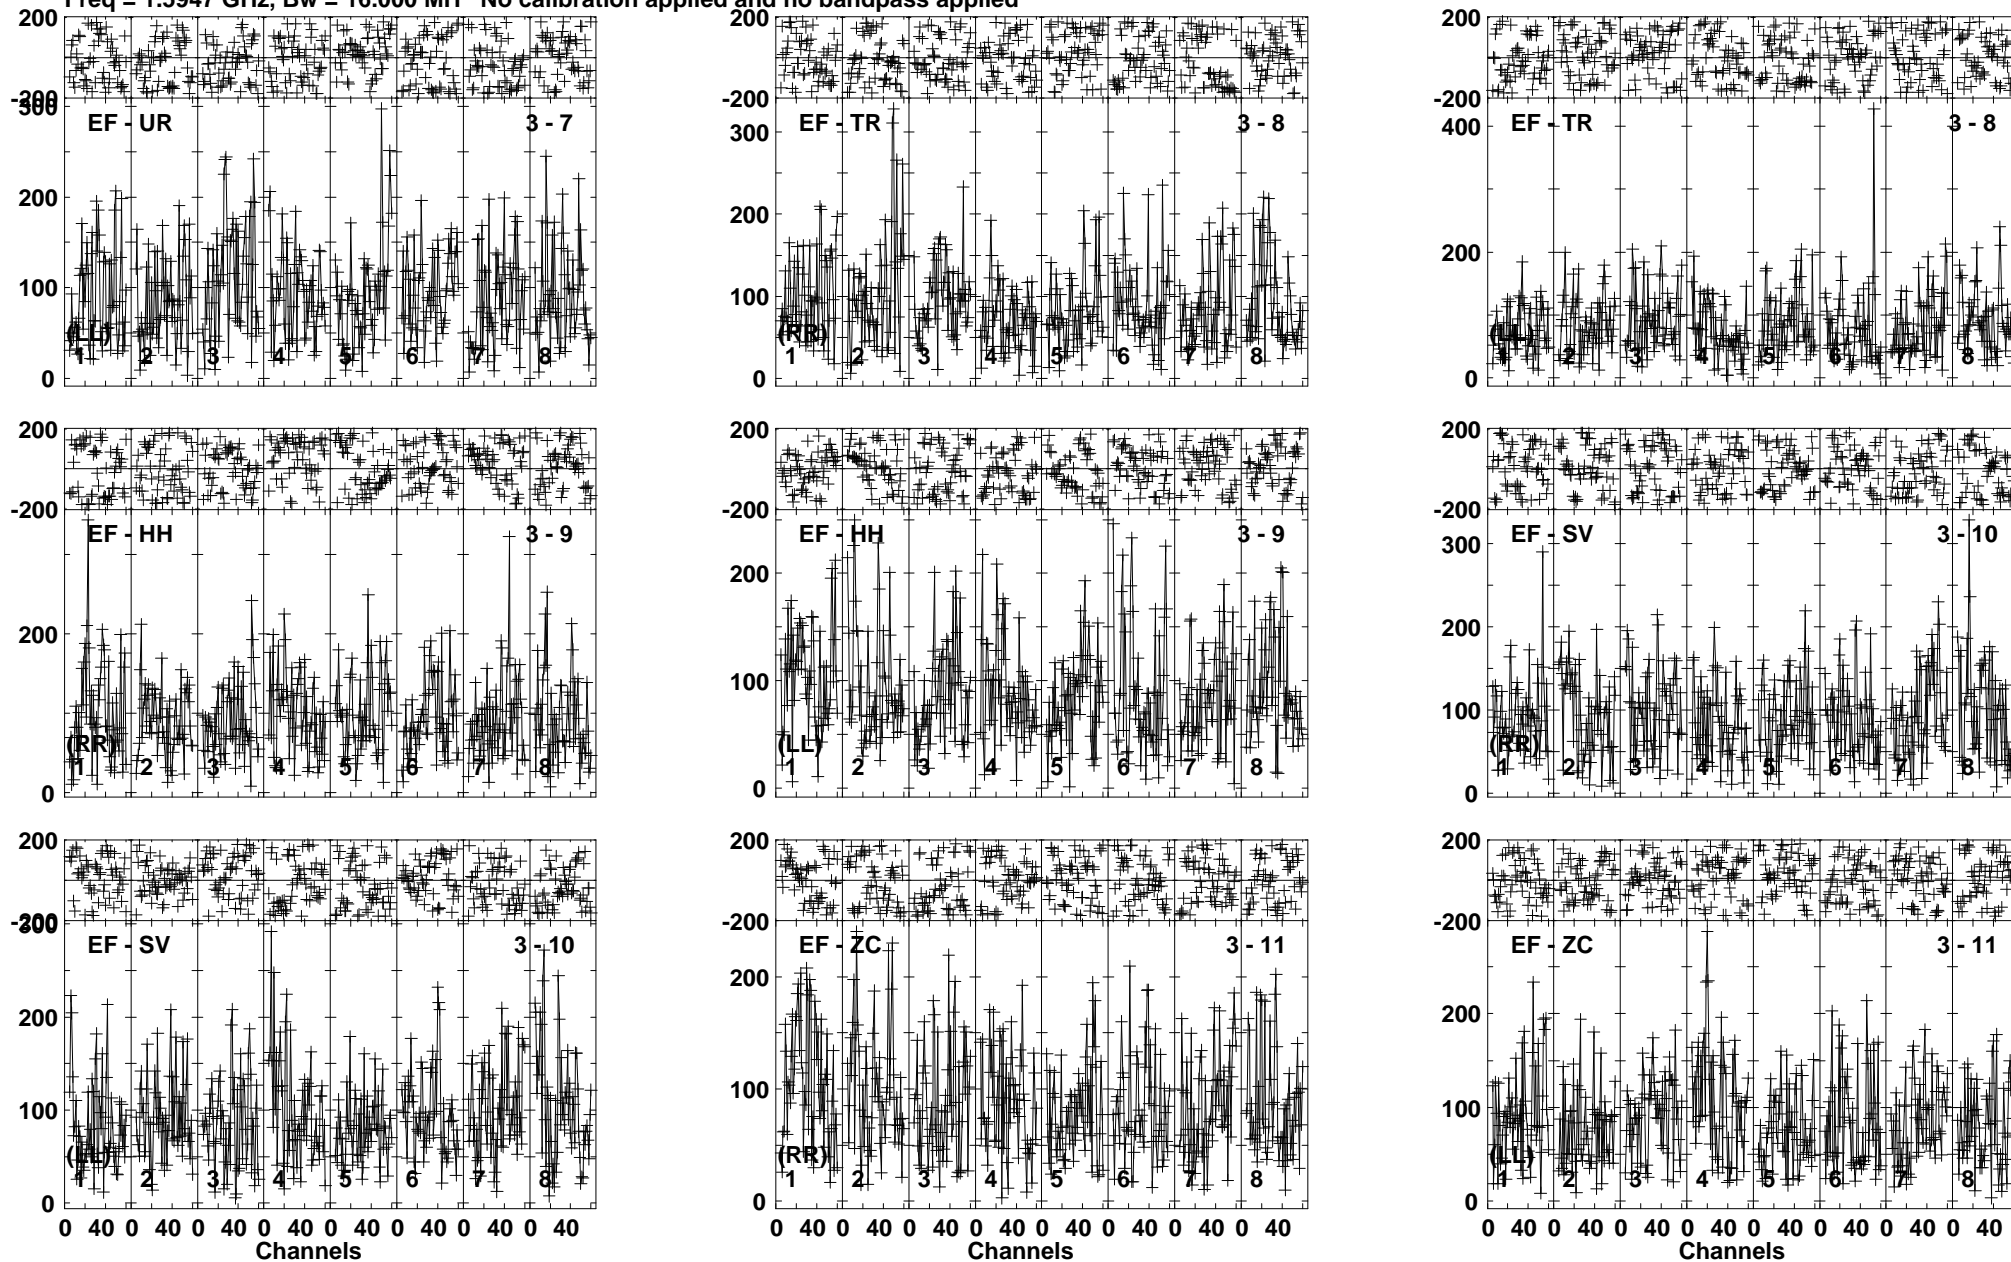 Freq = 1.5947 GHz, Bw = 16.000 MH No calibration applied and no bandpass applied
200 200 200
-200 -200 -200
300 300 400
EF - UR 3 - 7 EF - TR 3 - 8 EF - TR 3 - 8
200 200 200
100 100
(LL) (RR) (LL)
1 2 3 4 5 6 7 8 1 2 3 4 5 6 7 8 1 2 3 4 5 6 7 8
0 0 0
200 200 200
-200 -200 -200
EF - HH 3 - 9 EF - HH 3 - 9 EF - SV 3 - 10
300
200 200 200
100 100
(RR) (LL) (RR)
1 2 3 4 5 6 7 8 1 2 3 4 5 6 7 8 1 2 3 4 5 6 7 8
0 0 0
200 200 200
-200 -200 -200
300
EF - SV 3 - 10 EF - ZC 3 - 11 EF - ZC 3 - 11
200 200 200
100 100 100
(LL) (RR) (LL)
1 2 3 4 5 6 7 8 1 2 3 4 5 6 7 8 1 2 3 4 5 6 7 8
0 0 0
0 40 0 40 0 40 0 40 0 40 0 40 0 40 0 40 0 40 0 40 0 40 0 40 0 40 0 40 0 40 0 40 0 40 0 40 0 40 0 40 0 40 0 40 0 40 0 40
Channels Channels Channels